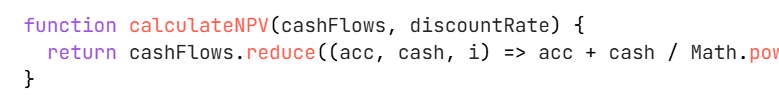 function calculateNPV(cashFlows, discountRate) {
  return cashFlows.reduce((acc, cash, i) => acc + cash / Math.pow
}